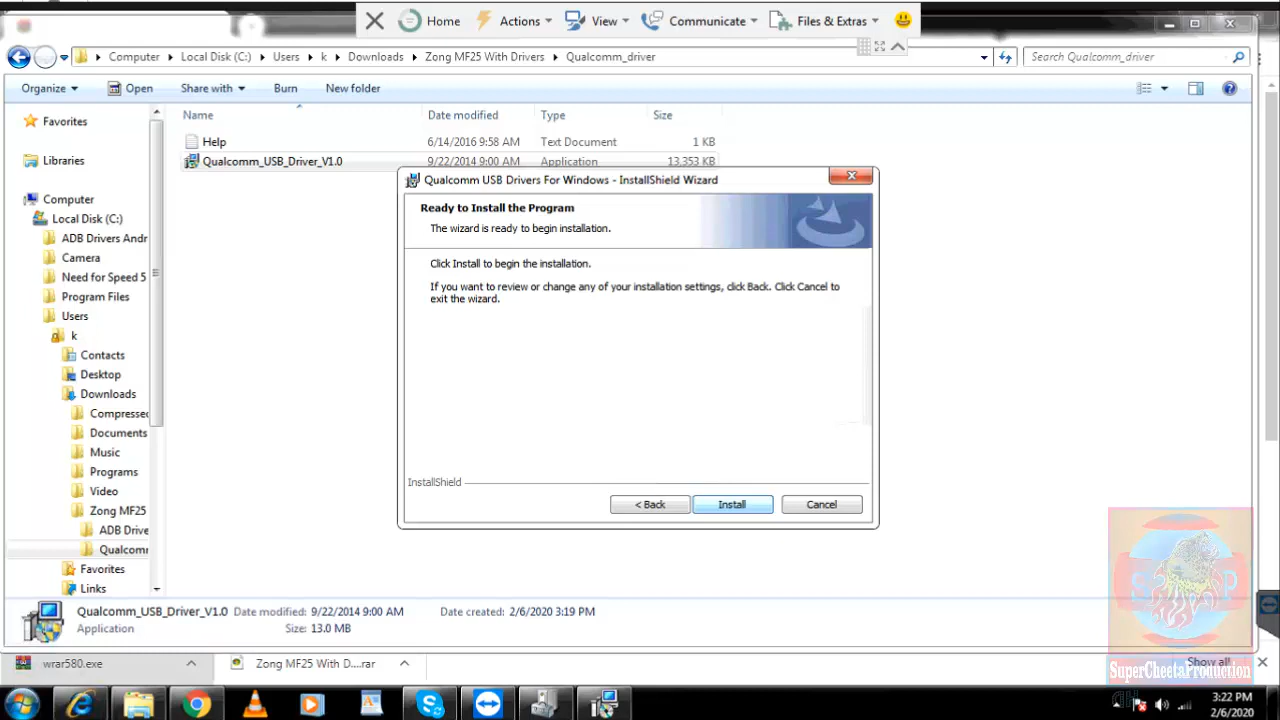 Home
Actions
View
Communicate
Files & Extras
Computer
Local Disk (C:)
Users
k
Downloads
Zong MF25 With Drivers
Qualcomm_driver
Search Qualcomm_driver
Organize
Open
Share with
Burn
New folder
Name
Date modified
Type
Size
Favorites
Help
6/14/2016 9:58 AM
Text Document
1 KB
Qualcomm_USB_Driver_V1.0
9/22/2014 9:00 AM
Application
13,353 KB
Libraries
Computer
Local Disk (C:)
ADB Drivers Andr
Camera
Need for Speed 5
Program Files
Users
k
Contacts
Desktop
Downloads
Compressed
Documents
Music
Programs
Video
Zong MF25
ADB Drive
Qualcomm
Favorites
Links
Qualcomm USB Drivers For Windows - InstallShield Wizard
Ready to Install the Program
The wizard is ready to begin installation.
Click Install to begin the installation.
If you want to review or change any of your installation settings, click Back. Click Cancel to
exit the wizard.
InstallShield
< Back
Install
Cancel
Qualcomm_USB_Driver_V1.0
Date modified: 9/22/2014 9:00 AM
Date created: 2/6/2020 3:19 PM
Application
Size: 13.0 MB
wrar580.exe
Zong MF25 With D....rar
Show all
SuperCheetaProduction
3:22 PM
2/6/2020